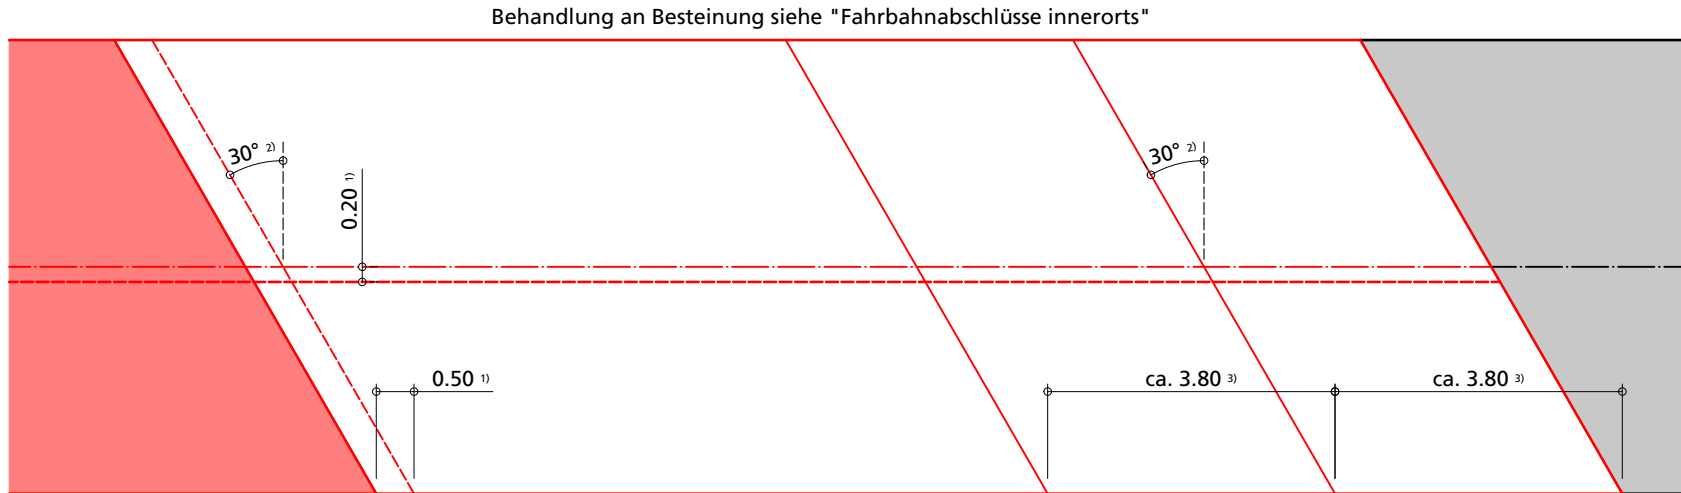 Behandlung an Besteinung siehe "Fahrbahnabschlüsse innerorts"
30° 2)
30° 2)
0.20 1)
0.50 1)
ca. 3.80 3)
ca. 3.80 3)